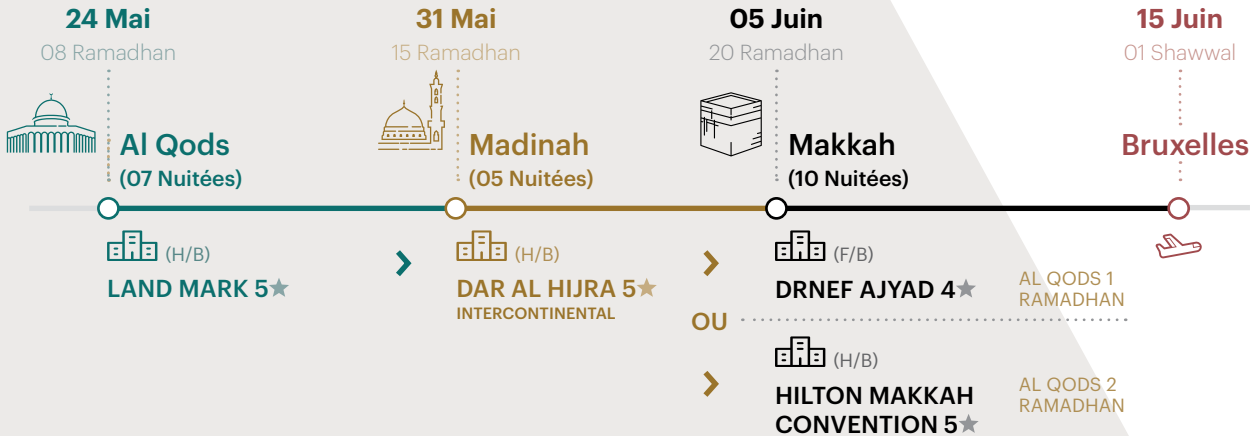 24 Mai
08 Ramadhan
Al Qods
(07 Nuitées)
(H/B)
LAND MARK 5★
31 Mai
15 Ramadhan
Madinah
(05 Nuitées)
(H/B)
DAR AL HIJRA 5★
INTERCONTINENTAL
05 Juin
20 Ramadhan
Makkah
(10 Nuitées)
(F/B)
DRNEF AJYAD 4★
AL QODS 1
RAMADHAN
OU
(H/B)
HILTON MAKKAH
CONVENTION 5★
AL QODS 2
RAMADHAN
15 Juin
01 Shawwal
Bruxelles